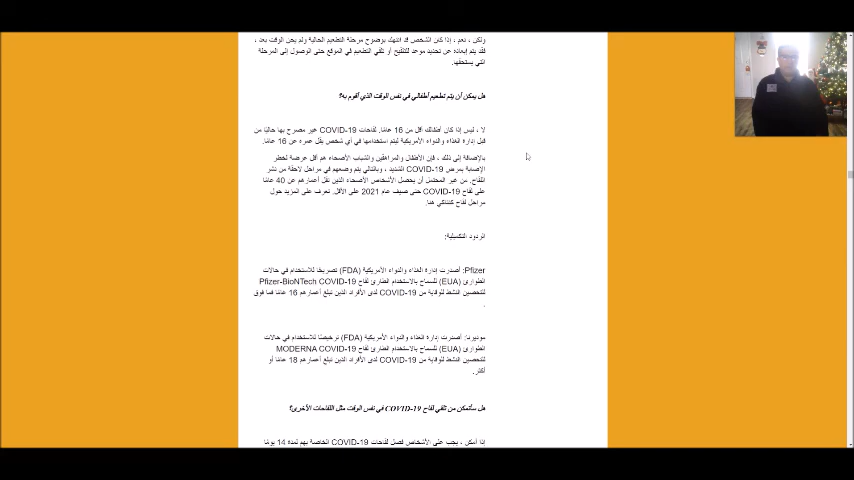 ولكن ، نعم ، إذا كان الشخص قد انتهك بوضوح مرحلة التطعيم الحالية ولم يحن الوقت بعد ،
فقد يتم إبعاده عن تحديد موعد للتلقيح أو تلقي التطعيم في الموقع حتى الوصول إلى المرحلة
التي يستحقها.
هل يمكن أن يتم تطعيم أطفالي في نفس الوقت الذي أقوم به؟
لا ، ليس إذا كان أطفالك أقل من 16 عامًا. لقاحات COVID-19 غير مصرح بها حاليًا من
قبل إدارة الغذاء والدواء الأمريكية ليتم استخدامها في أي شخص يقل عمره عن 16 عامًا.
بالإضافة إلى ذلك ، فإن الأطفال والمراهقين والشباب الأصحاء هم أقل عرضة لخطر
الإصابة بمرض COVID-19 الشديد ، وبالتالي يتم وضعهم في مراحل لاحقة من نشر
اللقاح. من غير المحتمل أن يحصل الأشخاص الأصحاء الذين تقل أعمارهم عن 40 عامًا
على لقاح COVID-19 حتى صيف عام 2021 على الأقل. تعرف على المزيد حول
مراحل لقاح كنتاكي هنا.
الردود التكميلية:
Pfizer: أصدرت إدارة الغذاء والدواء الأمريكية (FDA) تصريحًا للاستخدام في حالات
الطوارئ (EUA) للسماح بالاستخدام الطارئ للقاح Pfizer-BioNTech COVID-19
للتحصين النشط للوقاية من COVID-19 لدى الأفراد الذين تبلغ أعمارهم 16 عامًا فما فوق
.
موديرنا: أصدرت إدارة الغذاء والدواء الأمريكية (FDA) ترخيصًا للاستخدام في حالات
الطوارئ (EUA) للسماح بالاستخدام الطارئ للقاح MODERNA COVID-19
للتحصين النشط للوقاية من COVID-19 لدى الأفراد الذين تبلغ أعمارهم 18 عامًا أو
أكثر.
هل سأتمكن من تلقي لقاح COVID-19 في نفس الوقت مثل اللقاحات الأخرى؟
إذا أمكن ، يجب على الأشخاص فصل لقاحات COVID-19 الخاصة بهم لمدة 14 يومًا